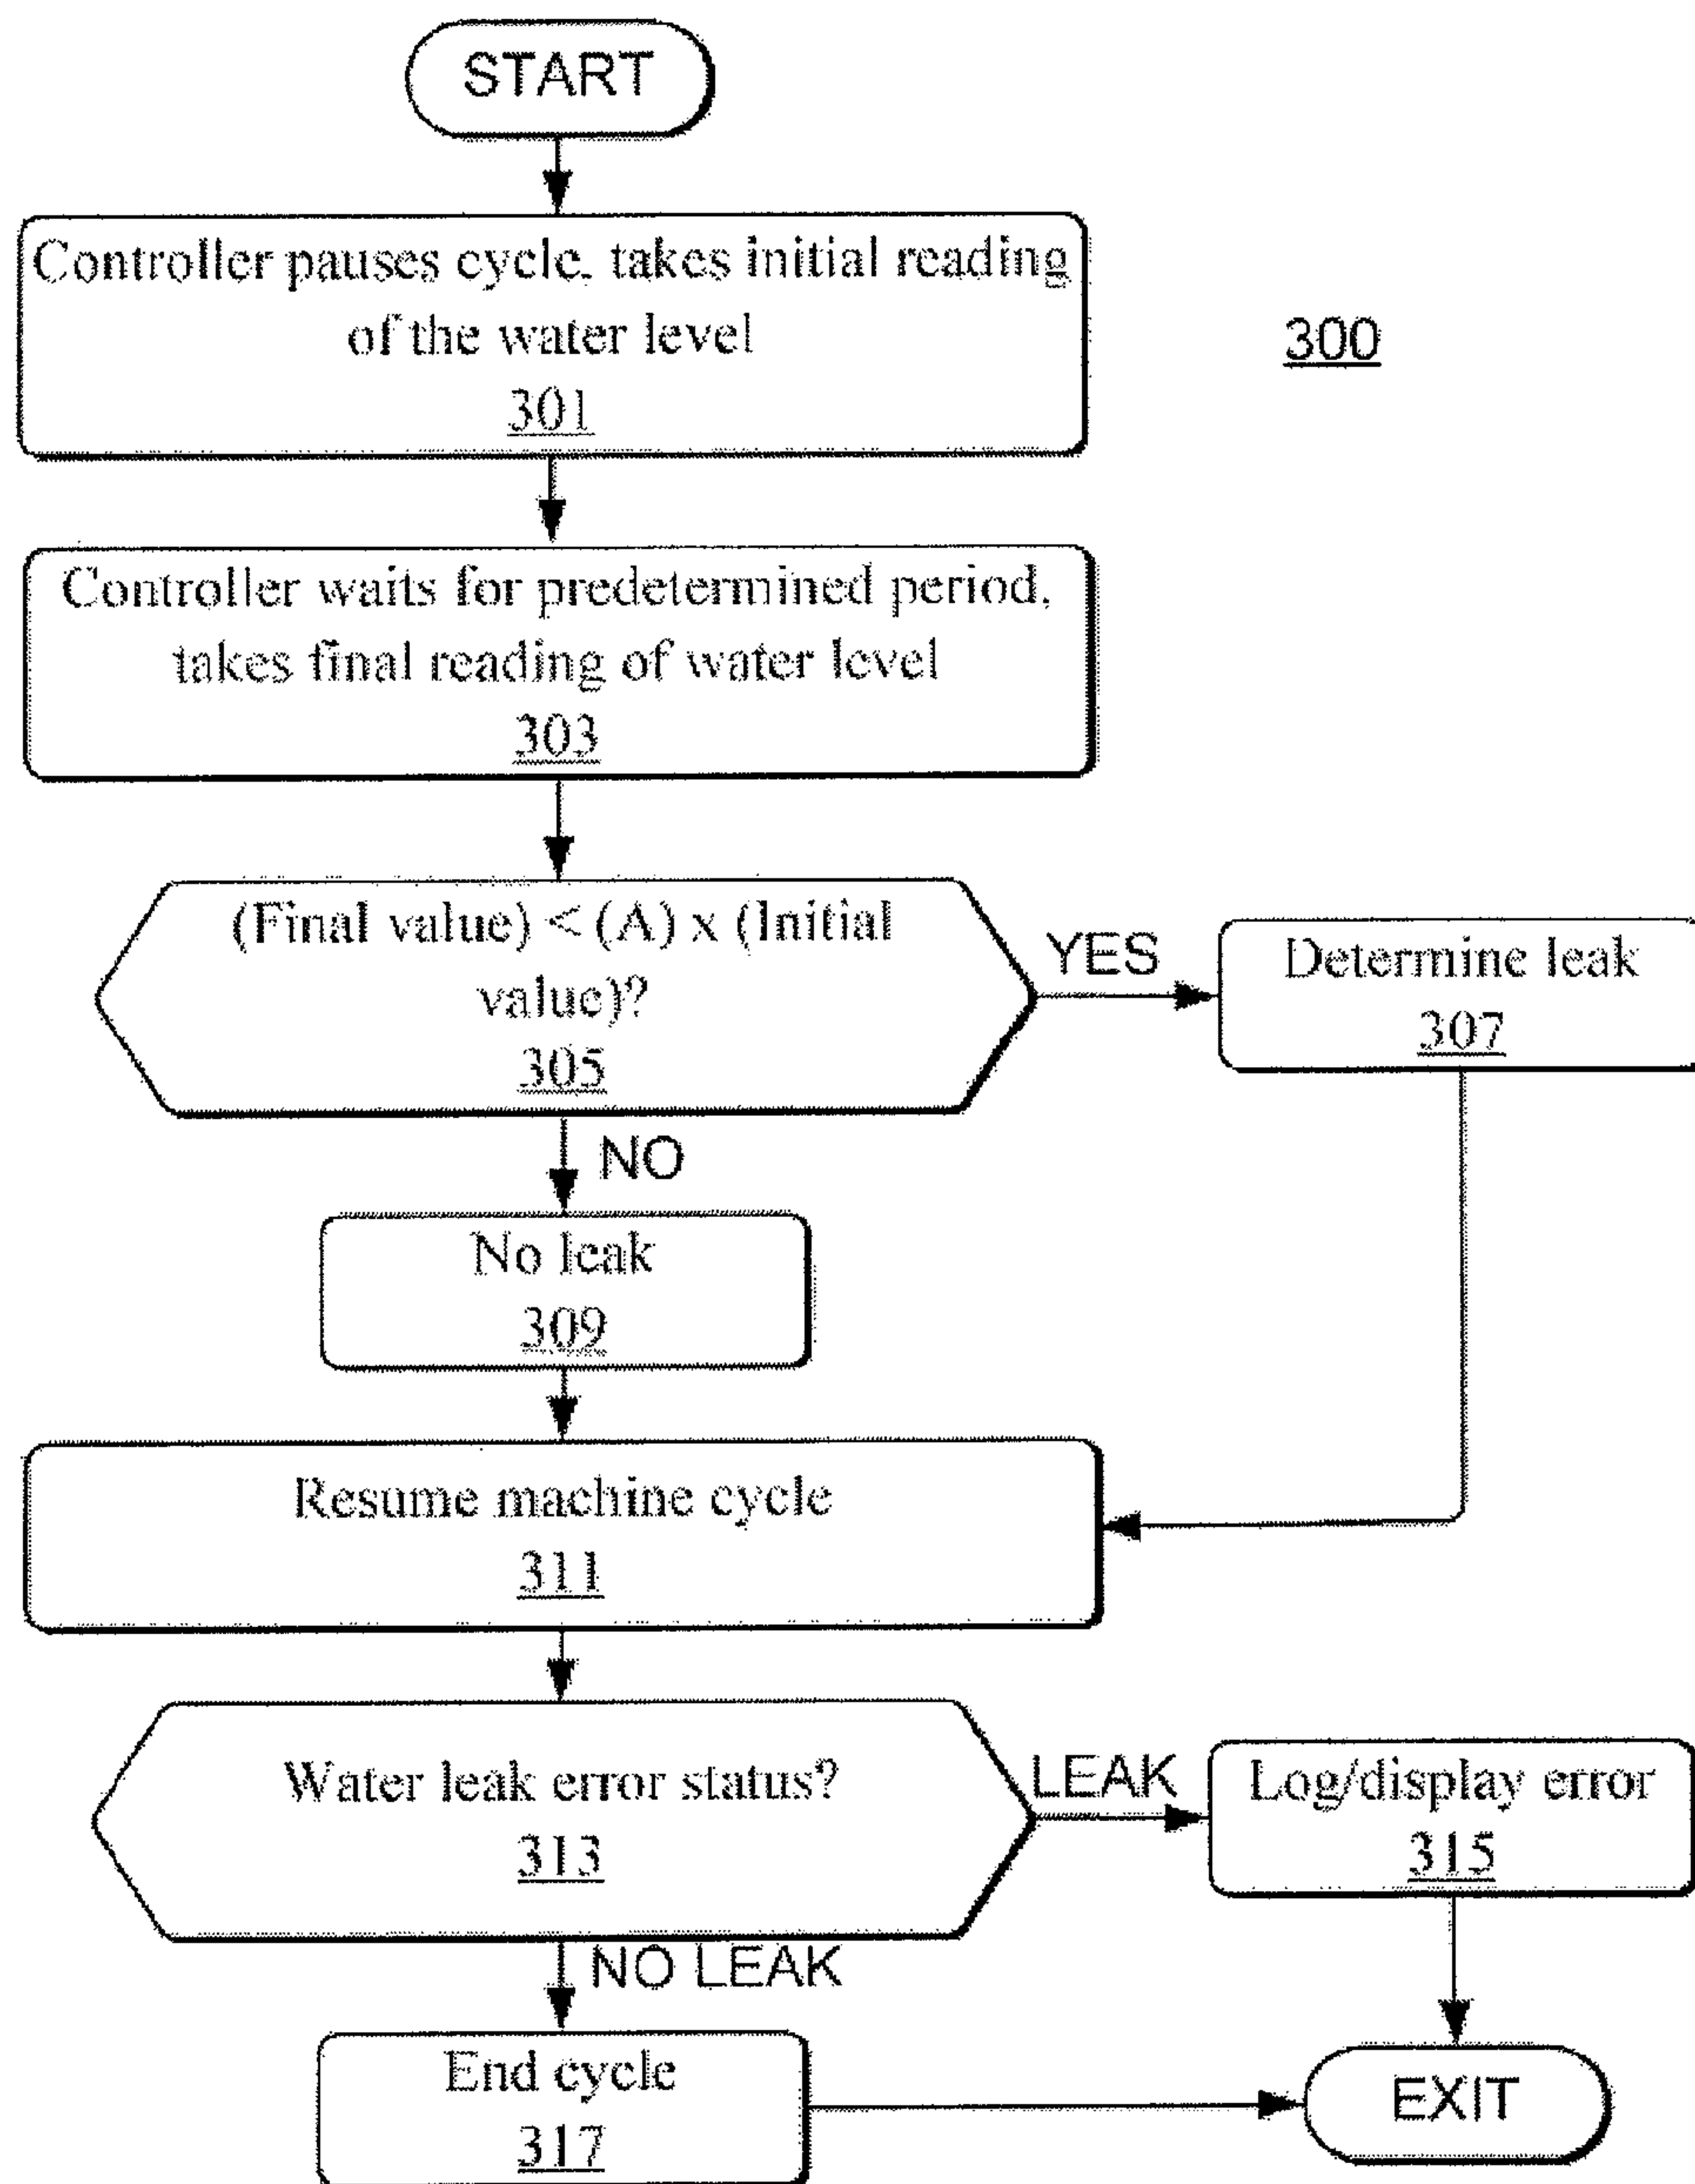 START
Controller pauses cycle, takes initial reading
of the water level
301
300
Controller waits for predetermined period,
takes final reading of water level
303
(Final value) < (A) x (Initial
value)?
305
YES
Determine leak
307
NO
No leak
309
Resume machine cycle
311
Water leak error status?
313
LEAK
Log/display error
315
NO LEAK
End cycle
317
EXIT